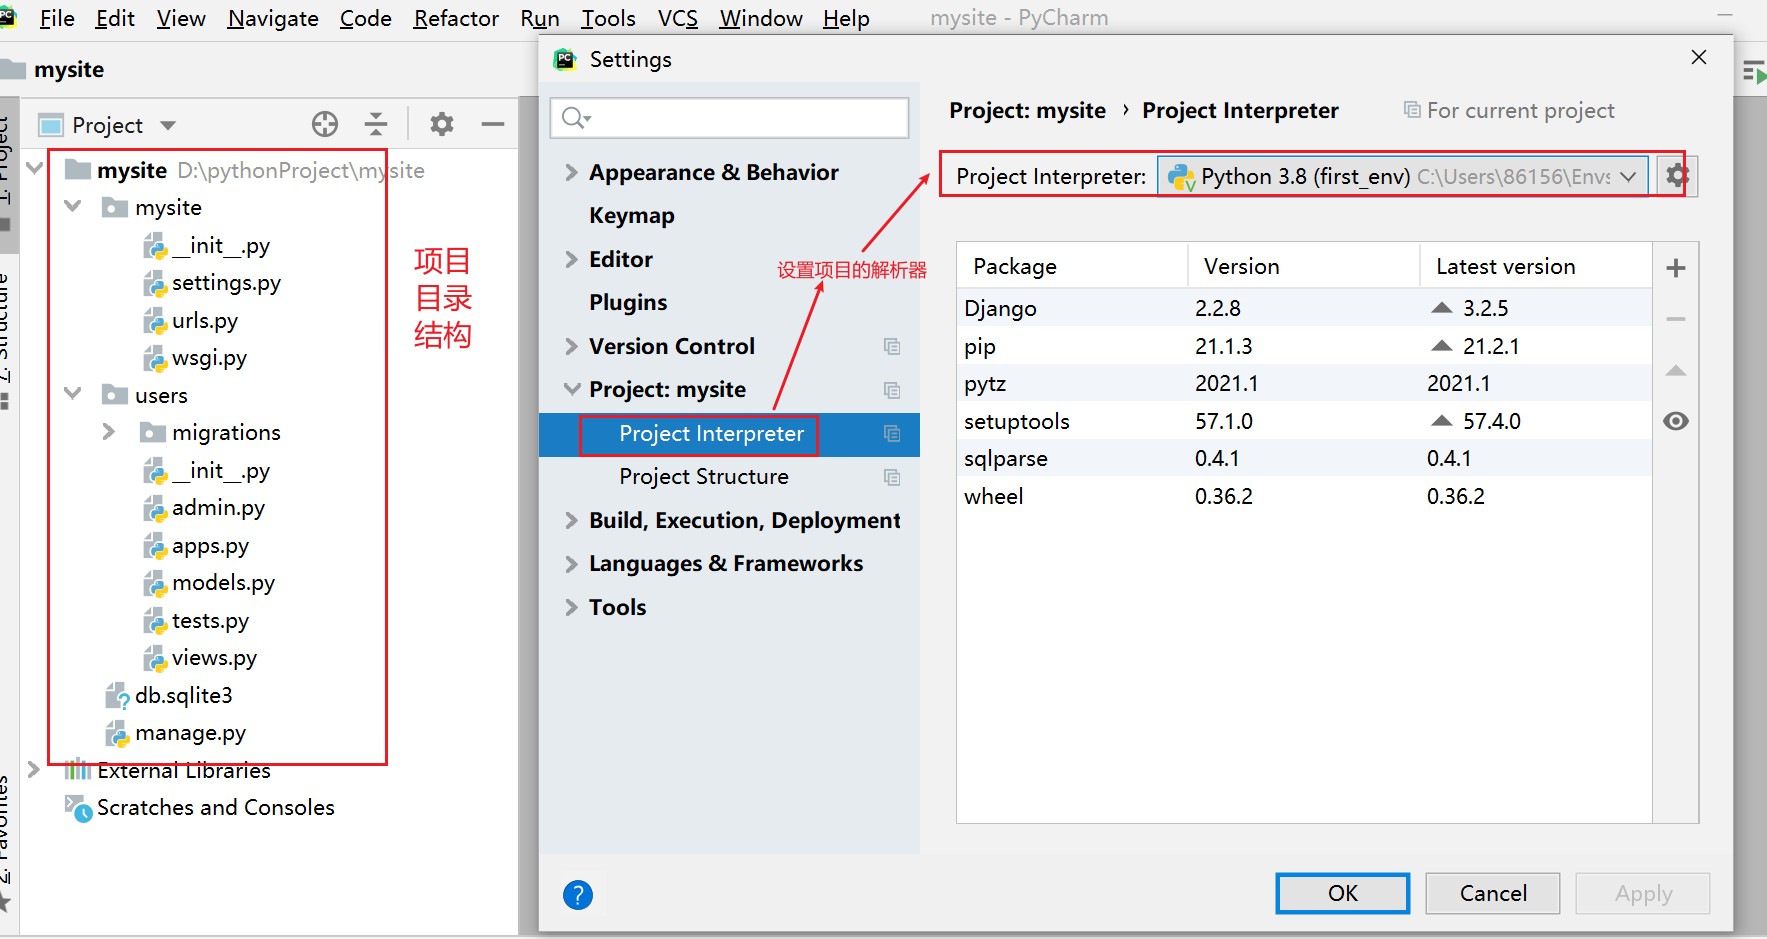 File Edit View Navigate Code Refactor Run Tools VCS Window Help mysite - PyCharm
mysite
Project
mysite D:\pythonProject\mysite
mysite
__init__.py
settings.py
urls.py
wsgi.py
users
migrations
__init__.py
admin.py
apps.py
models.py
tests.py
views.py
db.sqlite3
manage.py
External Libraries
Scratches and Consoles
项目
目录
结构
1: Project
7: Structure
2: Favorites
Settings
Appearance & Behavior
Keymap
Editor
Plugins
Version Control
Project: mysite
Project Interpreter
Project Structure
Build, Execution, Deployment
Languages & Frameworks
Tools
设置项目的解析器
Project: mysite › Project Interpreter For current project
Project Interpreter: Python 3.8 (first_env) C:\Users\86156\Envs
Package Version Latest version
Django 2.2.8 3.2.5
pip 21.1.3 21.2.1
pytz 2021.1 2021.1
setuptools 57.1.0 57.4.0
sqlparse 0.4.1 0.4.1
wheel 0.36.2 0.36.2
OK Cancel Apply